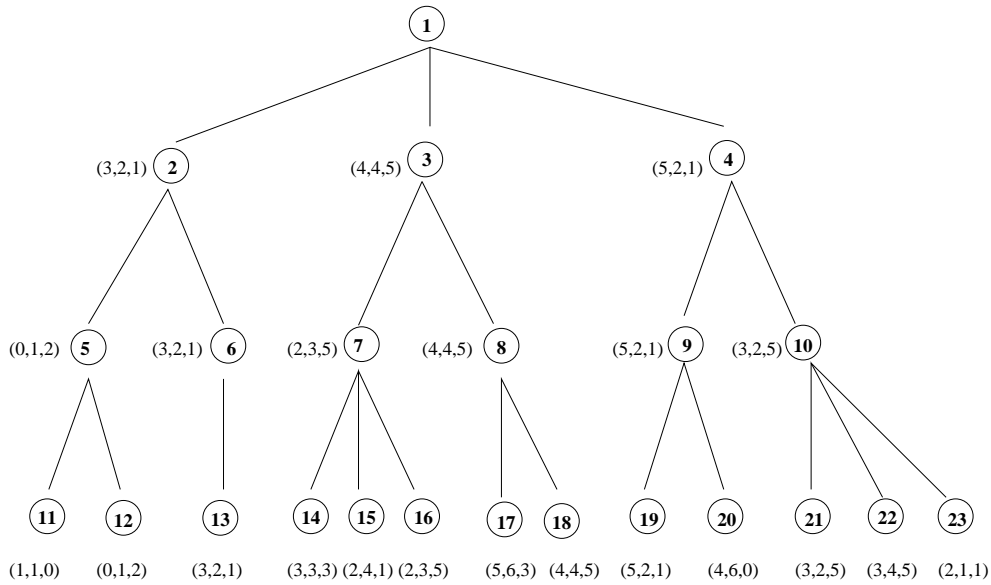 1
(3,2,1) 2 (4,4,5) 3 (5,2,1) 4
(0,1,2) 5 (3,2,1) 6 (2,3,5) 7 (4,4,5) 8 (5,2,1) 9 (3,2,5) 10
11 12 13 14 15 16 17 18 19 20 21 22 23
(1,1,0) (0,1,2) (3,2,1) (3,3,3) (2,4,1) (2,3,5) (5,6,3) (4,4,5) (5,2,1) (4,6,0) (3,2,5) (3,4,5) (2,1,1)